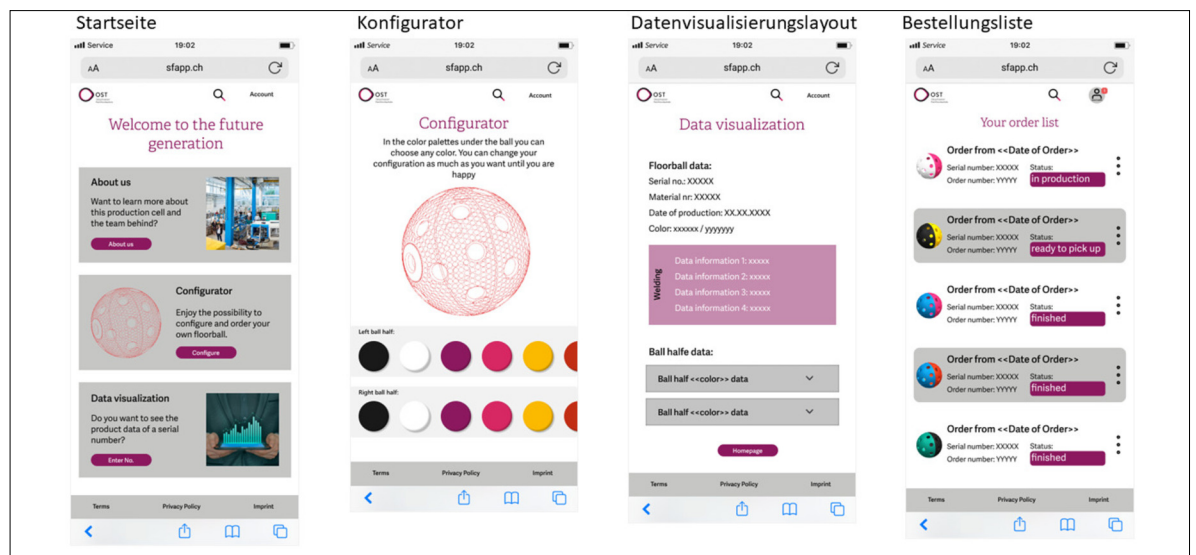 Startseite
Service
19:02
AA
sfapp.ch
OST
Account
Welcome to the future
generation
About us
Want to learn more about
this production cell and
the team behind?
About us
Configurator
Enjoy the possibility to
configure and order your
own floorball.
Configure
Data visualization
Do you want to see the
product data of a serial
number?
Enter No.
Terms
Privacy Policy
Imprint
Konfigurator
Service
19:02
AA
sfapp.ch
OST
Account
Configurator
In the color palettes under the ball you can
choose any color. You can change your
configuration as much as you want until you are
happy
Left ball half:
Right ball half:
Terms
Privacy Policy
Imprint
Datenvisualisierungslayout
Service
19:02
AA
sfapp.ch
OST
Account
Data visualization
Floorball data:
Serial no.: XXXXX
Material nr: XXXXX
Date of production: XX.XX.XXXX
Color: xxxxxx / yyyyyyy
Welding
Data information 1: xxxxx
Data information 2: xxxxx
Data information 3: xxxxx
Data information 4: xxxxx
Ball halfe data:
Ball half <<color>> data
Ball half <<color>> data
Homepage
Terms
Privacy Policy
Imprint
Bestellungsliste
Service
19:02
AA
sfapp.ch
OST
Your order list
Order from <<Date of Order>>
Serial number: XXXXX
Status:
Order number: YYYYY
in production
Order from <<Date of Order>>
Serial number: XXXXX
Status:
Order number: YYYYY
ready to pick up
Order from <<Date of Order>>
Serial number: XXXXX
Status:
Order number: YYYYY
finished
Order from <<Date of Order>>
Serial number: XXXXX
Status:
Order number: YYYYY
finished
Order from <<Date of Order>>
Serial number: XXXXX
Status:
Order number: YYYYY
finished
Terms
Privacy Policy
Imprint